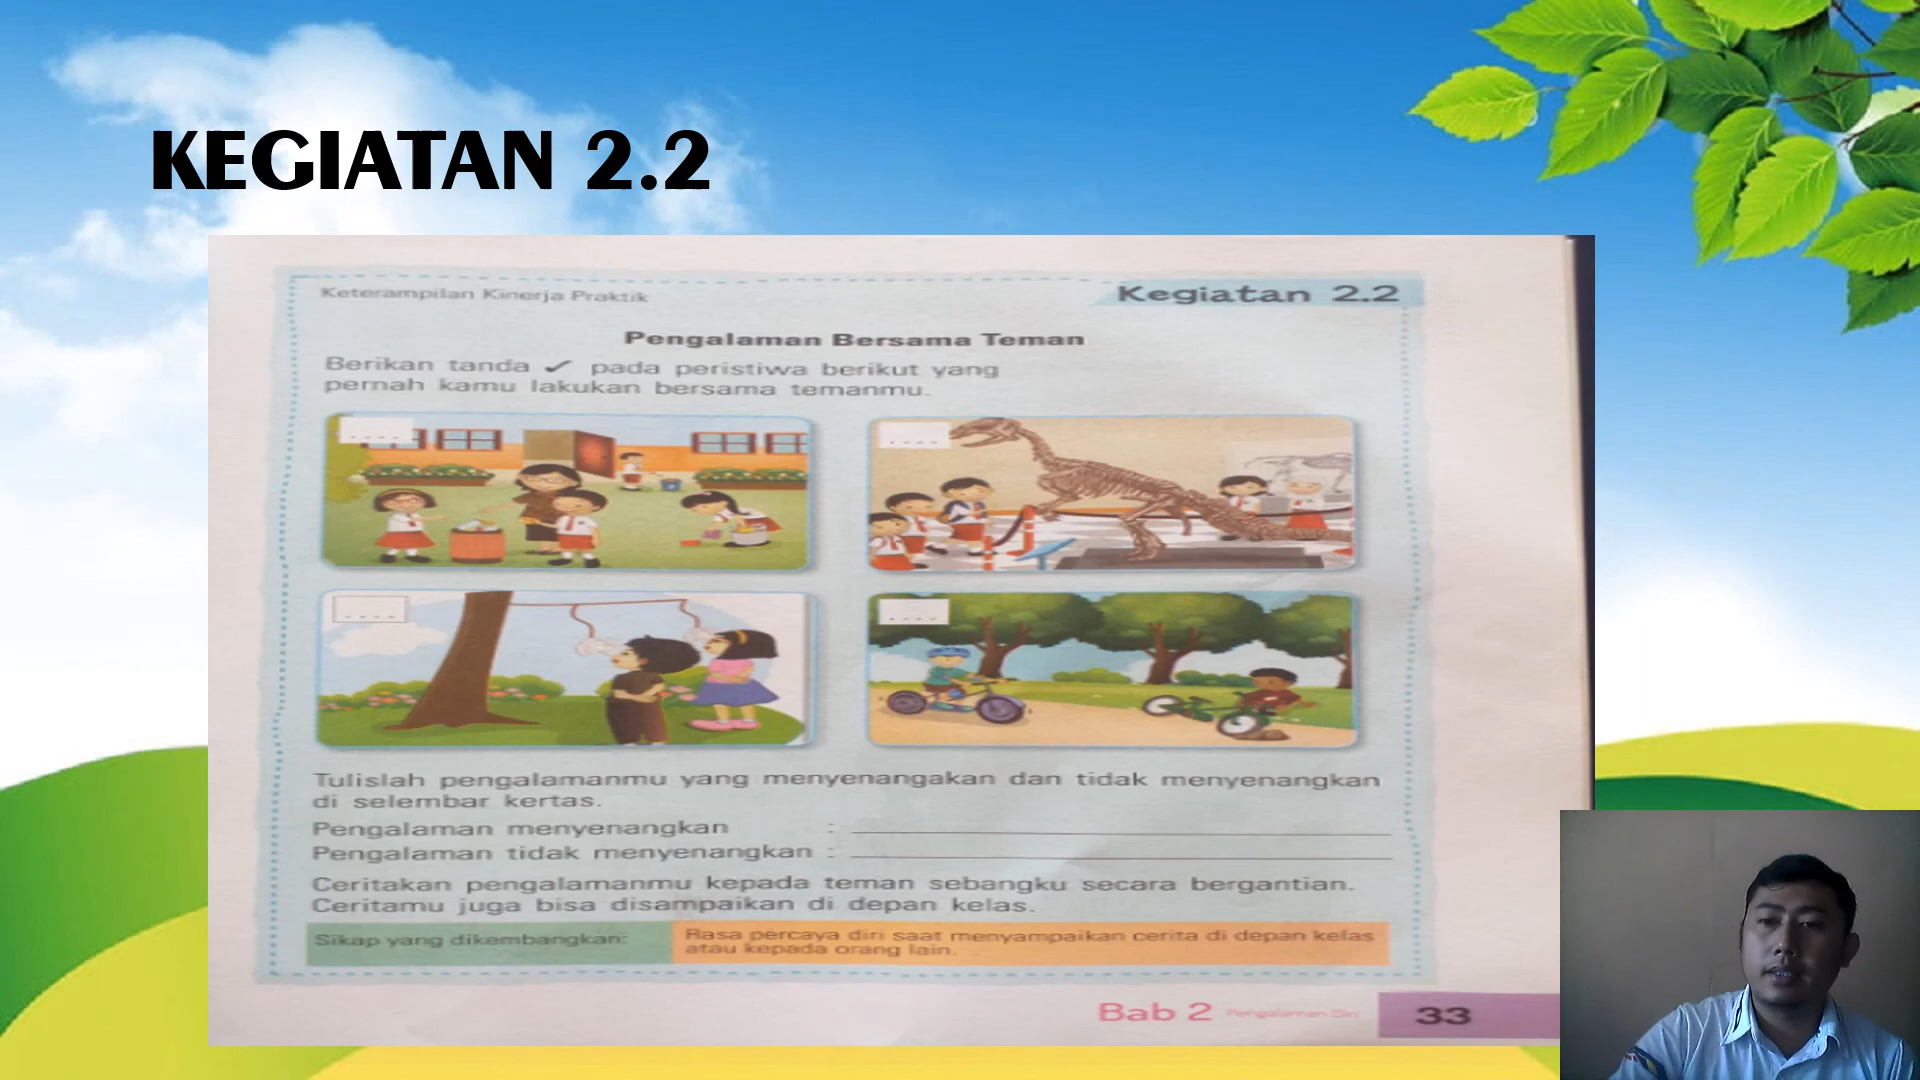 KEGIATAN 2.2
Keterampilan Kinerja Praktik
Kegiatan 2.2
Pengalaman Bersama Teman
Berikan tanda ✓ pada peristiwa berikut yang
pernah kamu lakukan bersama temanmu.
....
....
....
....
Tulislah pengalamanmu yang menyenangakan dan tidak menyenangkan
di selembar kertas.
Pengalaman menyenangkan :
Pengalaman tidak menyenangkan :
Ceritakan pengalamanmu kepada teman sebangku secara bergantian.
Ceritamu juga bisa disampaikan di depan kelas.
Sikap yang dikembangkan:
Rasa percaya diri saat menyampaikan cerita di depan kelas
atau kepada orang lain.
Bab 2 Pengalaman Diri
33